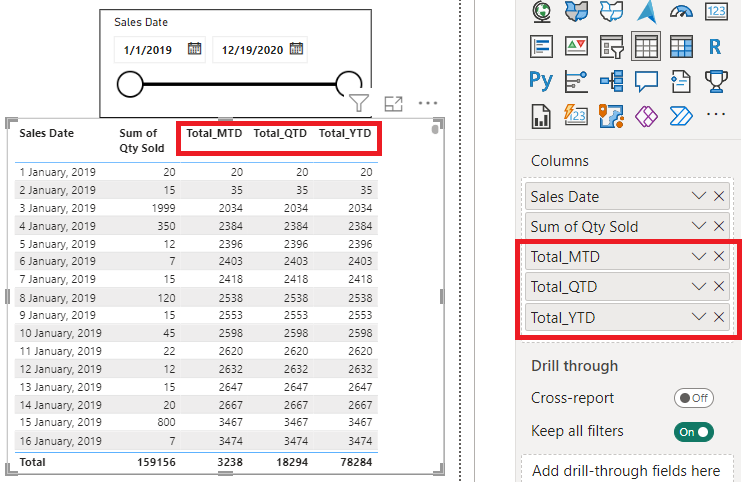 Sales Date
1/1/2019 12/19/2020
Sales Date Sum of Qty Sold Total_MTD Total_QTD Total_YTD
1 January, 2019 20 20 20 20
2 January, 2019 15 35 35 35
3 January, 2019 1999 2034 2034 2034
4 January, 2019 350 2384 2384 2384
5 January, 2019 12 2396 2396 2396
6 January, 2019 7 2403 2403 2403
7 January, 2019 15 2418 2418 2418
8 January, 2019 120 2538 2538 2538
9 January, 2019 15 2553 2553 2553
10 January, 2019 45 2598 2598 2598
11 January, 2019 22 2620 2620 2620
12 January, 2019 12 2632 2632 2632
13 January, 2019 15 2647 2647 2647
14 January, 2019 20 2667 2667 2667
15 January, 2019 800 3467 3467 3467
16 January, 2019 7 3474 3474 3474
Total 159156 3238 18294 78284
123
R
Py
123
Columns
Sales Date
Sum of Qty Sold
Total_MTD
Total_QTD
Total_YTD
Drill through
Cross-report Off
Keep all filters On
Add drill-through fields here